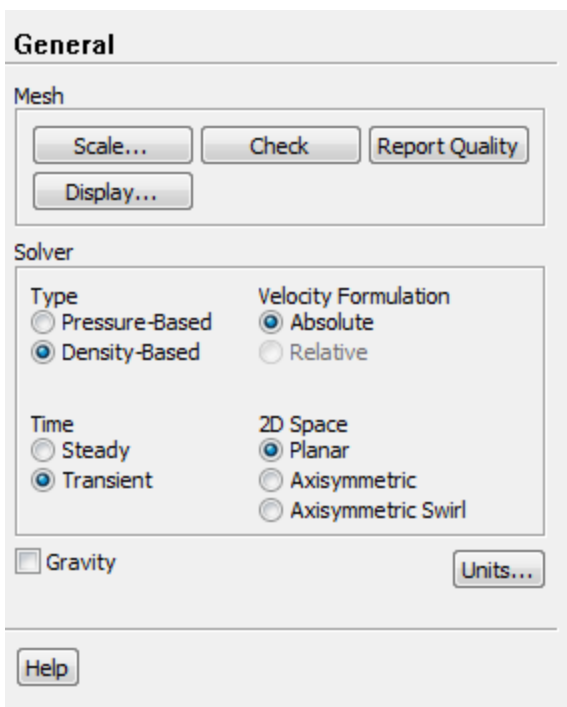 General
Mesh
Scale... Check Report Quality
Display...
Solver
Type Velocity Formulation
Pressure-Based Absolute
Density-Based Relative
Time 2D Space
Steady Planar
Transient Axisymmetric
Axisymmetric Swirl
Gravity Units...
Help